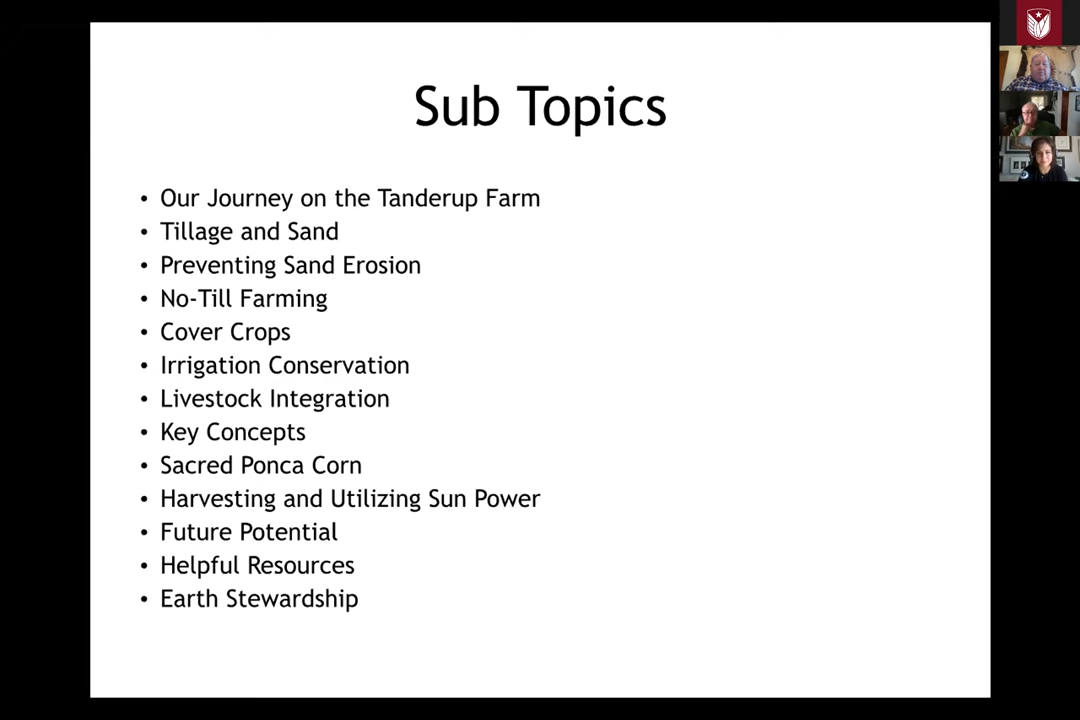 Sub Topics
• Our Journey on the Tanderup Farm
• Tillage and Sand
• Preventing Sand Erosion
• No-Till Farming
• Cover Crops
• Irrigation Conservation
• Livestock Integration
• Key Concepts
• Sacred Ponca Corn
• Harvesting and Utilizing Sun Power
• Future Potential
• Helpful Resources
• Earth Stewardship